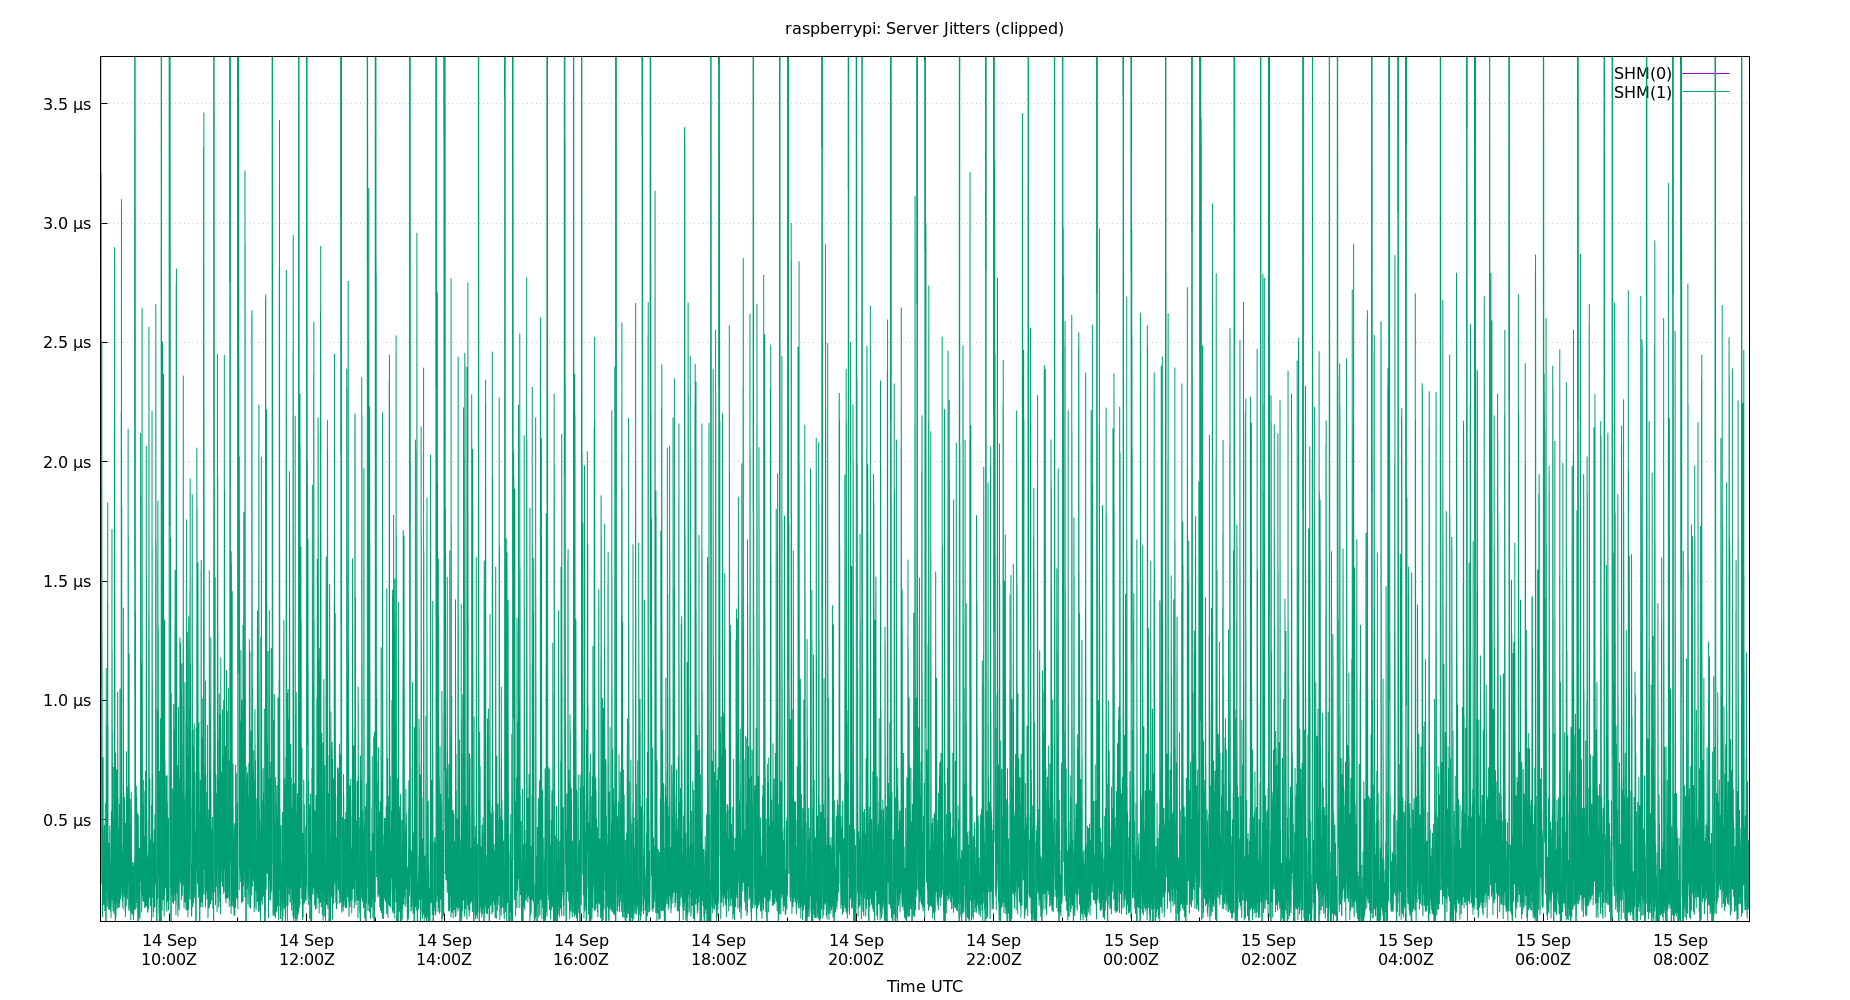 raspberrypi: Server Jitters (clipped)
SHM(0)
SHM(1)
3.5 µs
3.0 µs
2.5 µs
2.0 µs
1.5 µs
1.0 µs
0.5 µs
14 Sep 14 Sep 14 Sep 14 Sep 14 Sep 14 Sep 14 Sep 15 Sep 15 Sep 15 Sep 15 Sep 15 Sep
10:00Z 12:00Z 14:00Z 16:00Z 18:00Z 20:00Z 22:00Z 00:00Z 02:00Z 04:00Z 06:00Z 08:00Z
Time UTC